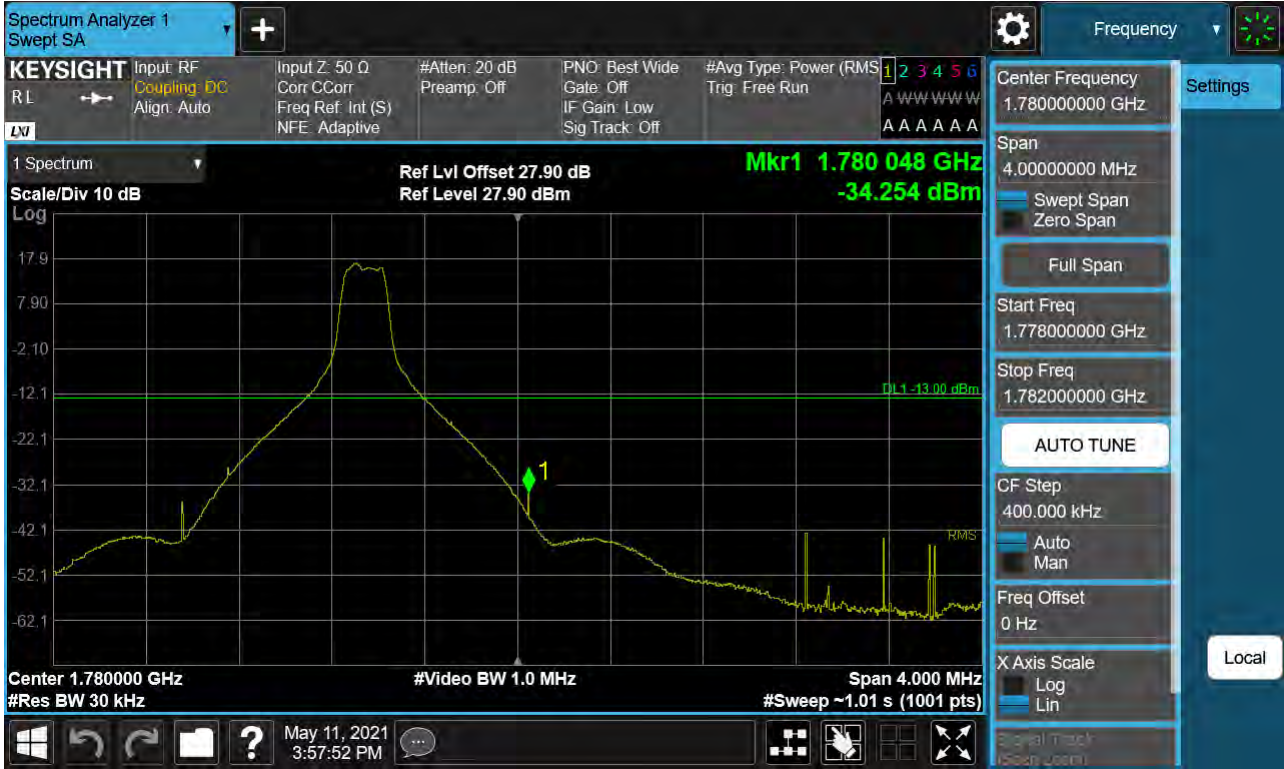 Spectrum Analyzer 1
Swept SA
Frequency
KEYSIGHT
R L
LXI
Input: RF
Coupling: DC
Align: Auto
Input Z: 50 Ω
Corr CCorr
Freq Ref: Int (S)
NFE: Adaptive
#Atten: 20 dB
Preamp: Off
PNO: Best Wide
Gate: Off
IF Gain: Low
Sig Track: Off
#Avg Type: Power (RMS
Trig: Free Run
1 2 3 4 5 6
A W W W W W
A A A A A A
1 Spectrum
Scale/Div 10 dB
Log
Ref Lvl Offset 27.90 dB
Ref Level 27.90 dBm
Mkr1 1.780 048 GHz
-34.254 dBm
17.9
7.90
-2.10
-12.1
-22.1
-32.1
-42.1
-52.1
-62.1
DL1 -13.00 dBm
1
RMS
Center 1.780000 GHz
#Res BW 30 kHz
#Video BW 1.0 MHz
Span 4.000 MHz
#Sweep ~1.01 s (1001 pts)
Center Frequency
1.780000000 GHz
Span
4.00000000 MHz
Swept Span
Zero Span
Full Span
Start Freq
1.778000000 GHz
Stop Freq
1.782000000 GHz
AUTO TUNE
CF Step
400.000 kHz
Auto
Man
Freq Offset
0 Hz
X Axis Scale
Log
Lin
Signal Track
(Span Zoom)
Settings
Local
?
May 11, 2021
3:57:52 PM